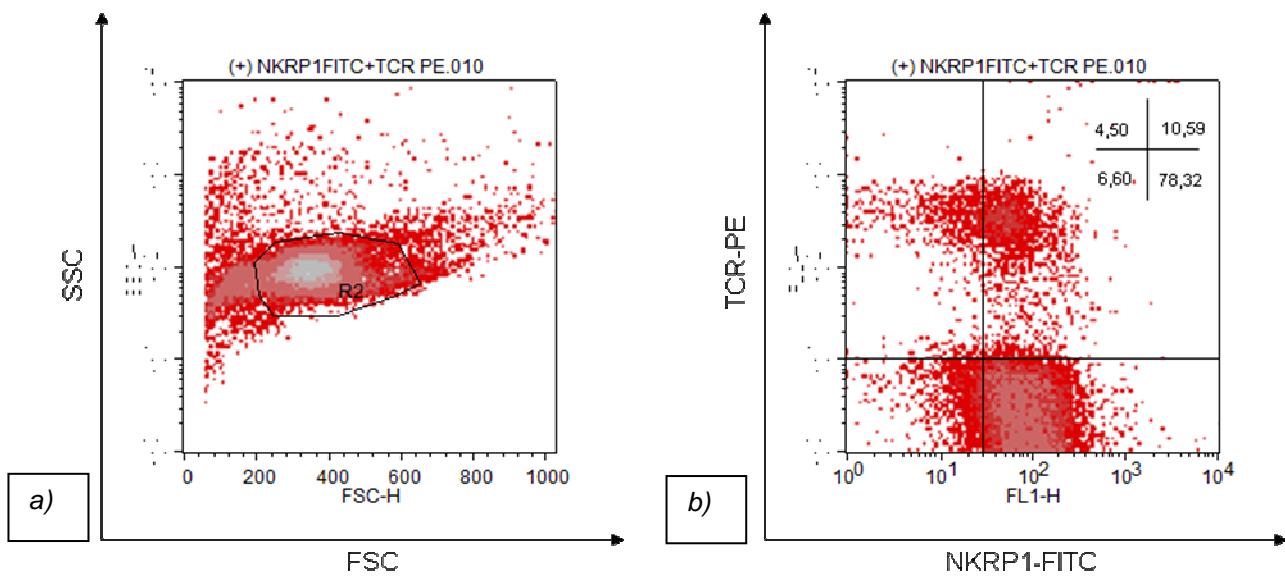 (+) NKRP1FITC+TCR PE.010
SSC
R2
0 200 400 600 800 1000
FSC-H
FSC
a)
(+) NKRP1FITC+TCR PE.010
4,50 10,59
6,60 78,32
TCR-PE
10^0 10^1 10^2 10^3 10^4
FL1-H
NKRP1-FITC
b)